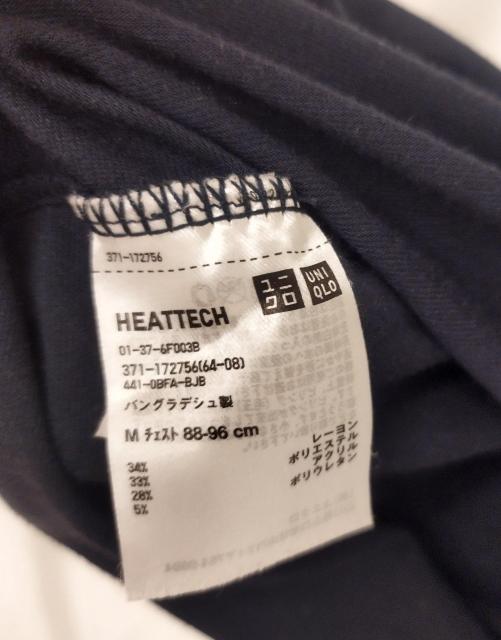 371-172756
ユニ
クロ
UNI
QLO
HEATTECH
01-37-6F003B
371-172756(64-08)
441-0BFA-BJB
バングラデシュ製
M チェスト 88-96 cm
レーヨン 34%
ポリエステル 33%
アクリル 28%
ポリウレタン 5%